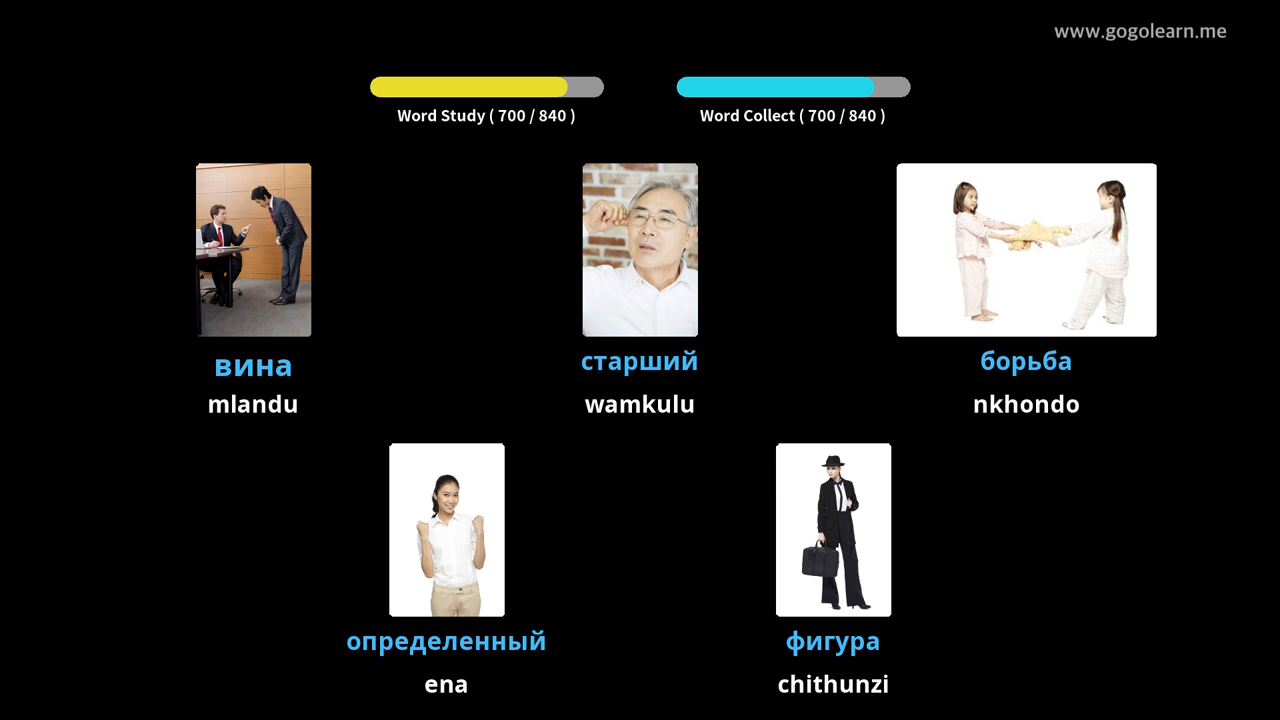 www.gogolearn.me
Word Study ( 700 / 840 )
Word Collect ( 700 / 840 )
вина
mlandu
старший
wamkulu
борьба
nkhondo
определенный
ena
фигура
chithunzi